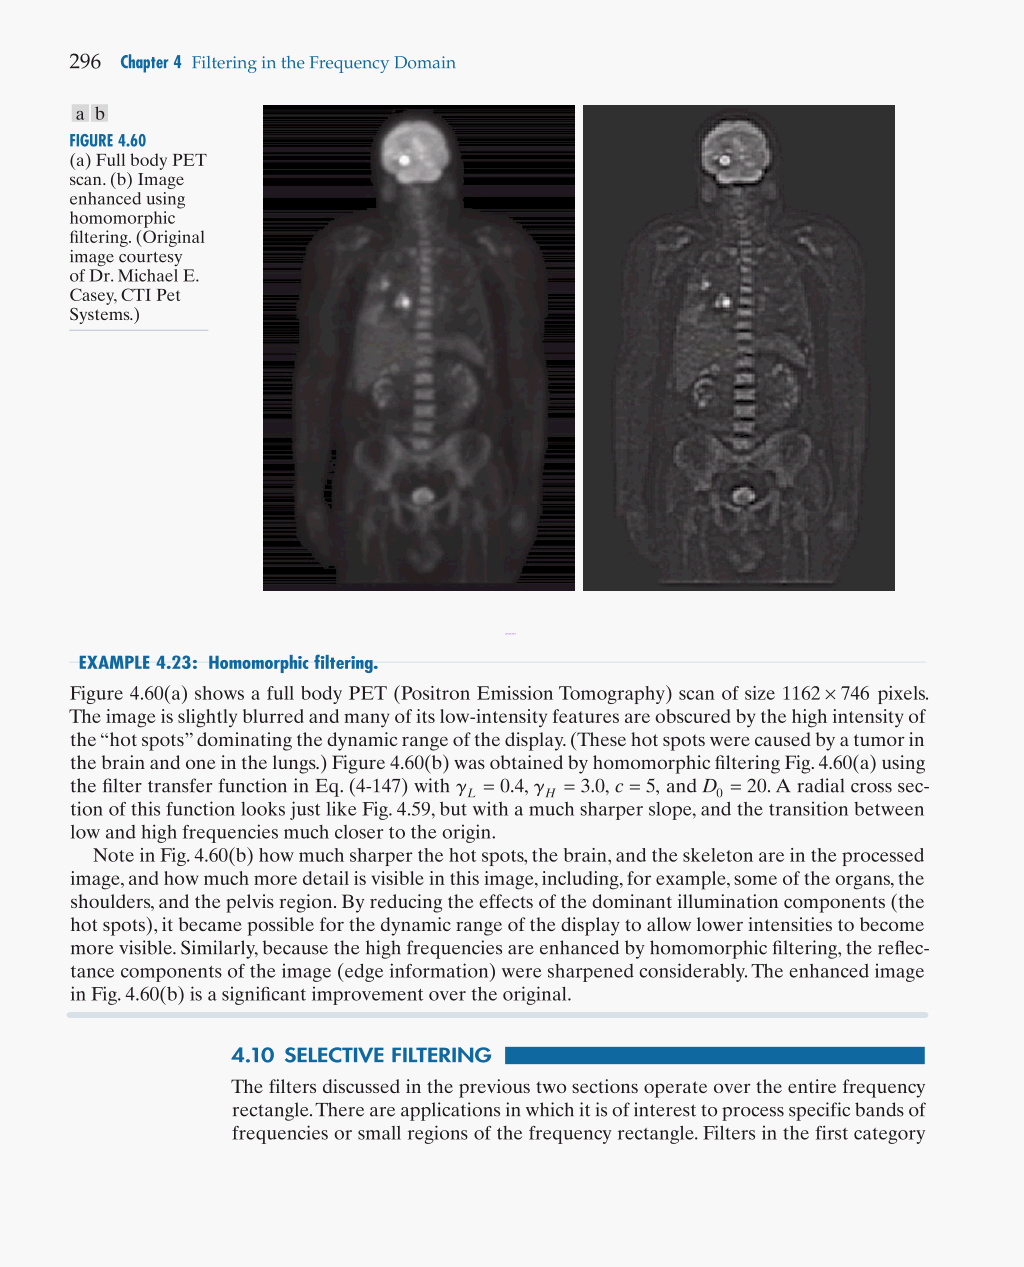 296 Chapter 4 Filtering in the Frequency Domain
a b
FIGURE 4.60
(a) Full body PET
scan. (b) Image
enhanced using
homomorphic
filtering. (Original
image courtesy
of Dr. Michael E.
Casey, CTI Pet
Systems.)
EXAMPLE 4.23: Homomorphic filtering.
Figure 4.60(a) shows a full body PET (Positron Emission Tomography) scan of size 1162 × 746 pixels.
The image is slightly blurred and many of its low-intensity features are obscured by the high intensity of
the “hot spots” dominating the dynamic range of the display. (These hot spots were caused by a tumor in
the brain and one in the lungs.) Figure 4.60(b) was obtained by homomorphic filtering Fig. 4.60(a) using
the filter transfer function in Eq. (4-147) with γ_L = 0.4, γ_H = 3.0, c = 5, and D_0 = 20. A radial cross sec-
tion of this function looks just like Fig. 4.59, but with a much sharper slope, and the transition between
low and high frequencies much closer to the origin.
Note in Fig. 4.60(b) how much sharper the hot spots, the brain, and the skeleton are in the processed
image, and how much more detail is visible in this image, including, for example, some of the organs, the
shoulders, and the pelvis region. By reducing the effects of the dominant illumination components (the
hot spots), it became possible for the dynamic range of the display to allow lower intensities to become
more visible. Similarly, because the high frequencies are enhanced by homomorphic filtering, the reflec-
tance components of the image (edge information) were sharpened considerably. The enhanced image
in Fig. 4.60(b) is a significant improvement over the original.
4.10 SELECTIVE FILTERING
The filters discussed in the previous two sections operate over the entire frequency
rectangle. There are applications in which it is of interest to process specific bands of
frequencies or small regions of the frequency rectangle. Filters in the first category